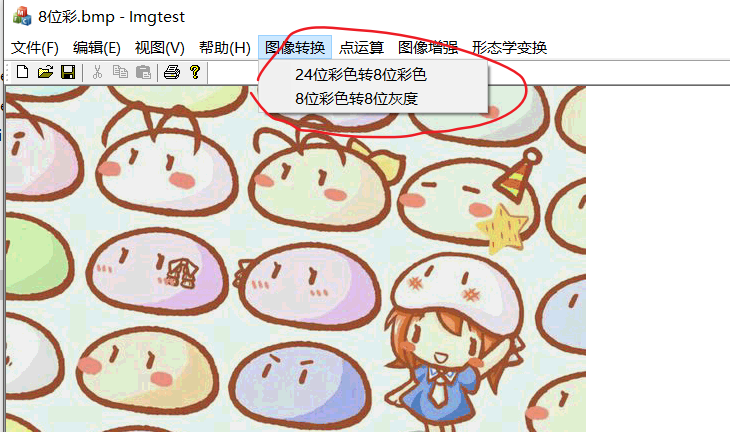 8位彩.bmp - Imgtest
文件(F) 编辑(E) 视图(V) 帮助(H) 图像转换 点运算 图像增强 形态学变换
24位彩色转8位彩色
8位彩色转8位灰度